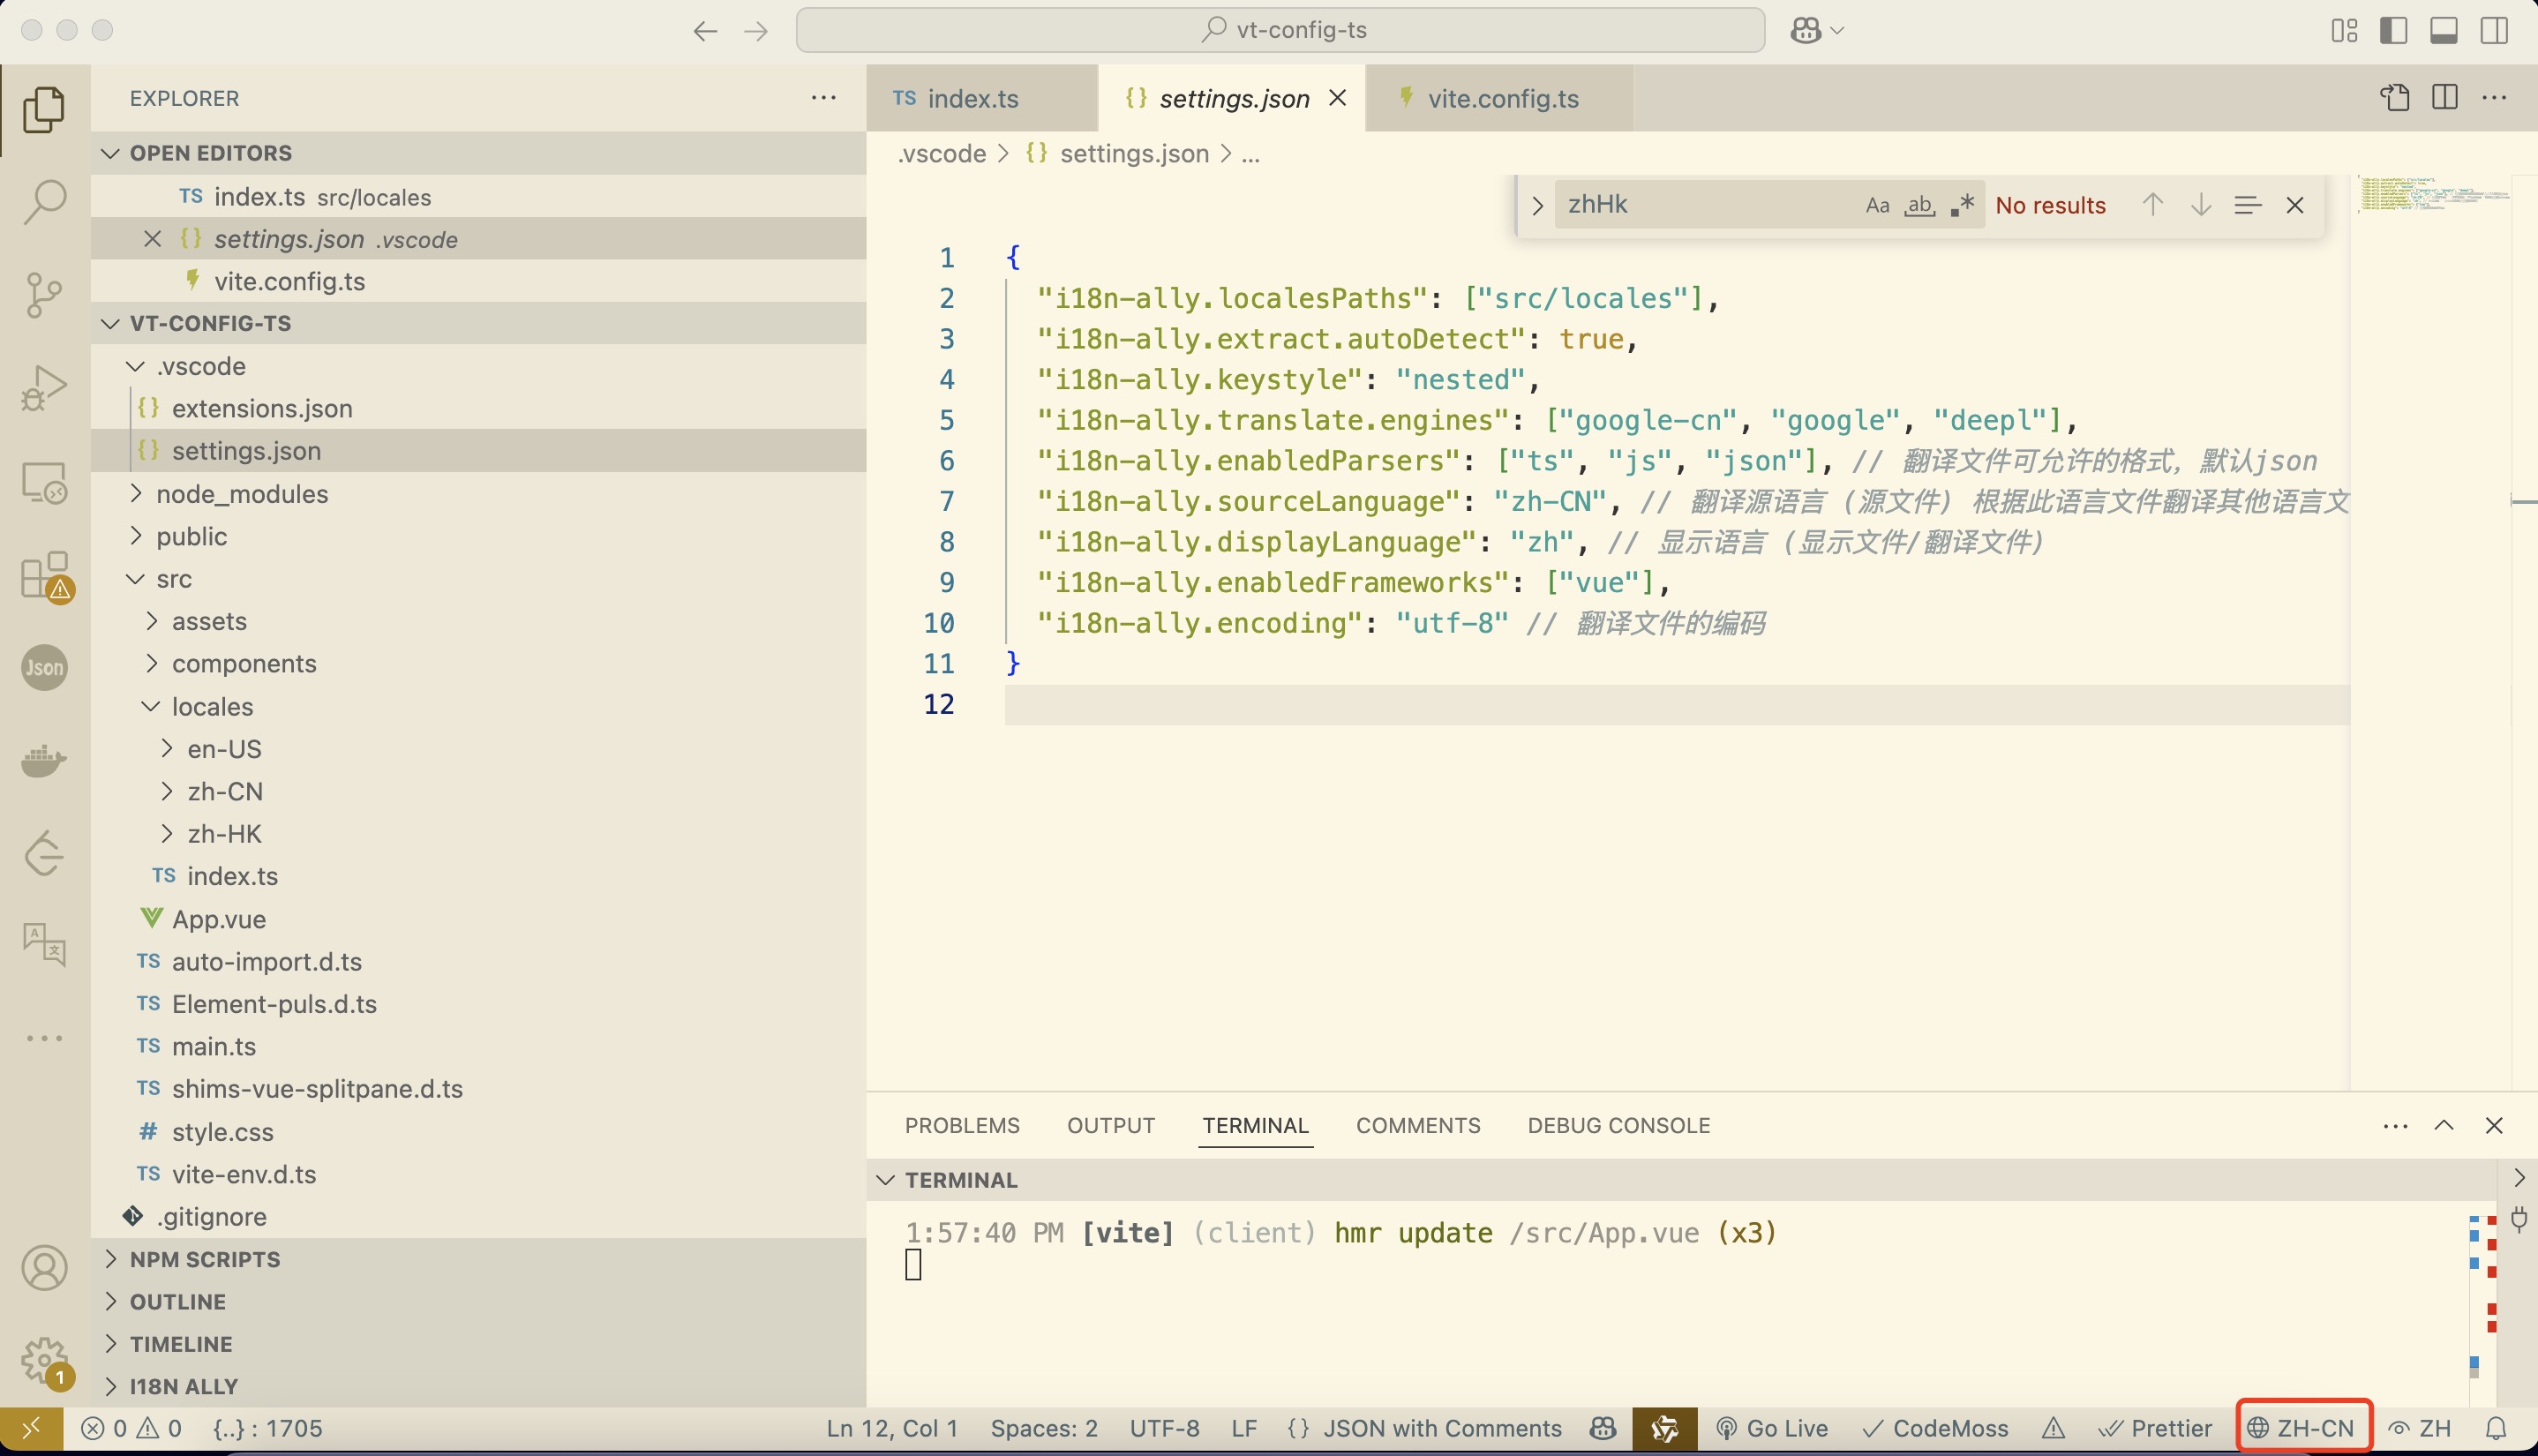 vt-config-ts
EXPLORER
OPEN EDITORS
TS index.ts src/locales
{} settings.json .vscode
vite.config.ts
VT-CONFIG-TS
.vscode
{} extensions.json
{} settings.json
node_modules
public
src
assets
components
locales
en-US
zh-CN
zh-HK
TS index.ts
App.vue
TS auto-import.d.ts
TS Element-puls.d.ts
TS main.ts
TS shims-vue-splitpane.d.ts
# style.css
TS vite-env.d.ts
.gitignore
NPM SCRIPTS
OUTLINE
TIMELINE
I18N ALLY
Json
A 文
1
TS index.ts
{} settings.json
vite.config.ts
.vscode > {} settings.json > ...
zhHk Aa ab .* No results
1 {
2 "i18n-ally.localesPaths": ["src/locales"],
3 "i18n-ally.extract.autoDetect": true,
4 "i18n-ally.keystyle": "nested",
5 "i18n-ally.translate.engines": ["google-cn", "google", "deepl"],
6 "i18n-ally.enabledParsers": ["ts", "js", "json"], // 翻译文件可允许的格式，默认json
7 "i18n-ally.sourceLanguage": "zh-CN", // 翻译源语言 (源文件) 根据此语言文件翻译其他语言文
8 "i18n-ally.displayLanguage": "zh", // 显示语言 (显示文件/翻译文件)
9 "i18n-ally.enabledFrameworks": ["vue"],
10 "i18n-ally.encoding": "utf-8" // 翻译文件的编码
11 }
12
PROBLEMS OUTPUT TERMINAL COMMENTS DEBUG CONSOLE
TERMINAL
1:57:40 PM [vite] (client) hmr update /src/App.vue (x3)
0 0 {..} : 1705 Ln 12, Col 1 Spaces: 2 UTF-8 LF {} JSON with Comments Go Live CodeMoss Prettier ZH-CN ZH